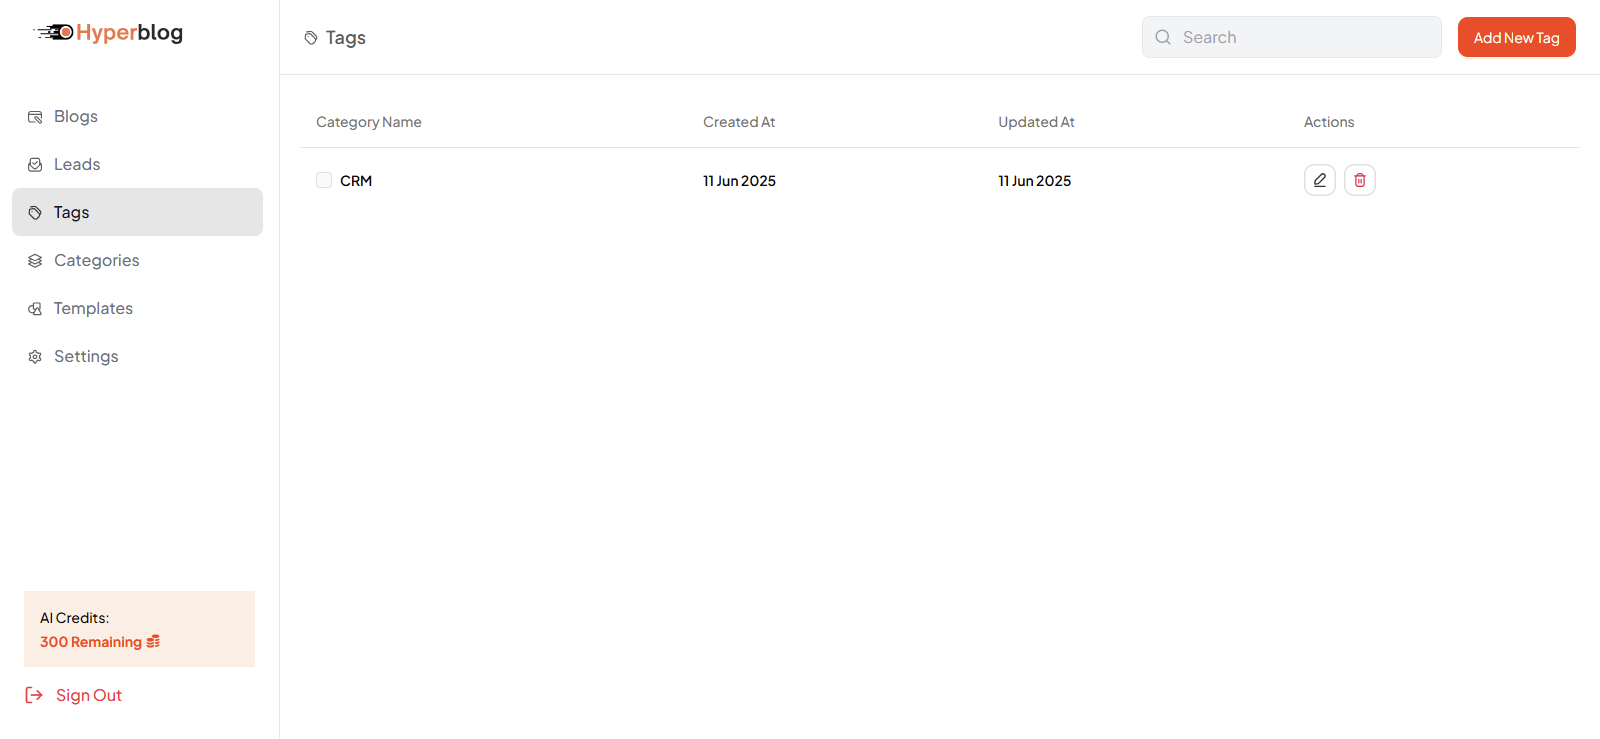 Hyperblog
Blogs
Leads
Tags
Categories
Templates
Settings
AI Credits:
300 Remaining
Sign Out
Tags
Search
Add New Tag
Category Name Created At Updated At Actions
CRM 11 Jun 2025 11 Jun 2025